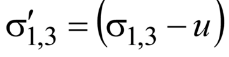 σ′₁,₃ = (σ₁,₃ − u)